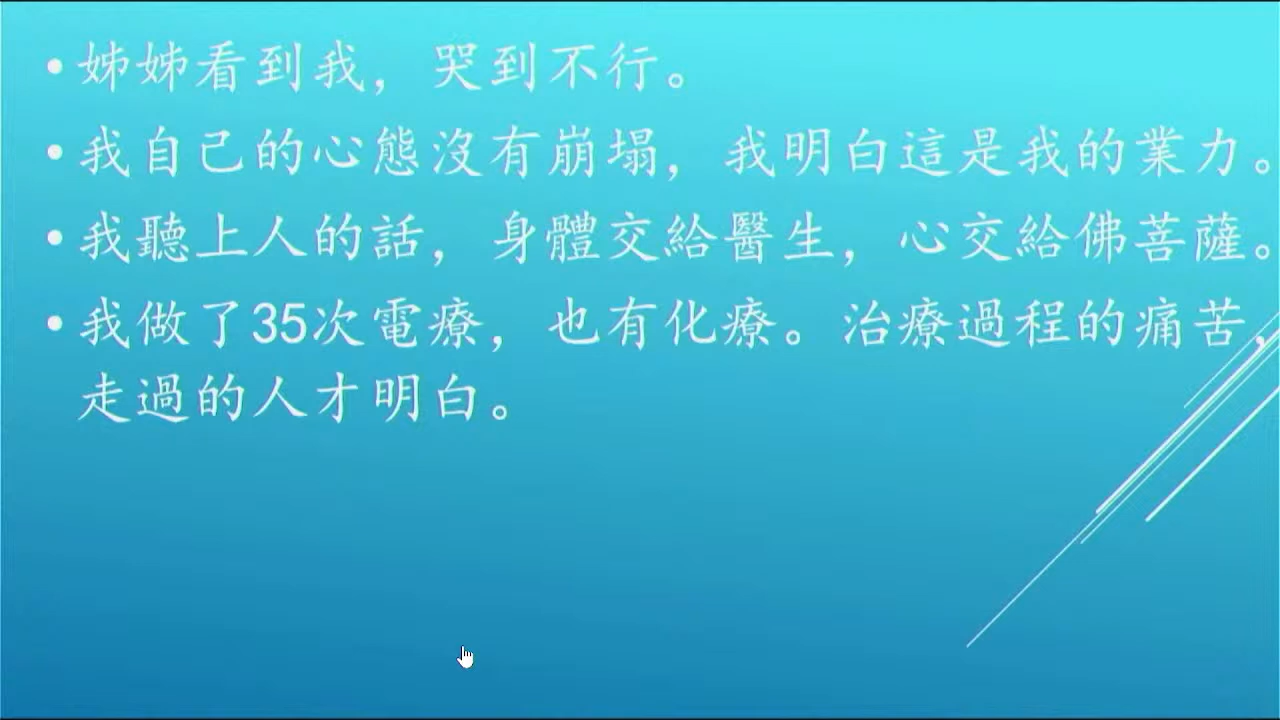 • 姊姊看到我，哭到不行。
• 我自己的心態沒有崩塌，我明白這是我的業力。
• 我聽上人的話，身體交給醫生，心交給佛菩薩。
• 我做了35次電療，也有化療。治療過程的痛苦，
走過的人才明白。